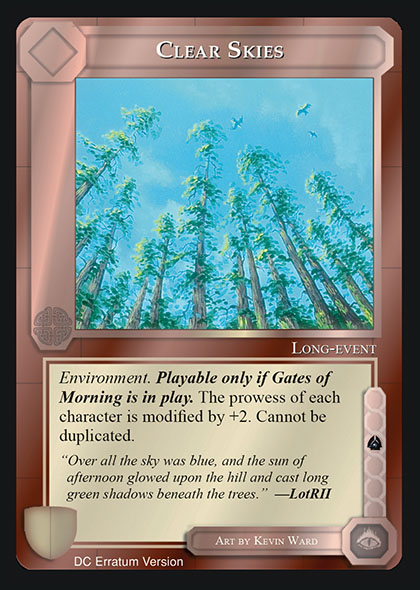 Clear Skies
Long-event
Environment. Playable only if Gates of
Morning is in play. The prowess of each
character is modified by +2. Cannot be
duplicated.
“Over all the sky was blue, and the sun of
afternoon glowed upon the hill and cast long
green shadows beneath the trees.” —LotRII
Art by Kevin Ward
DC Erratum Version